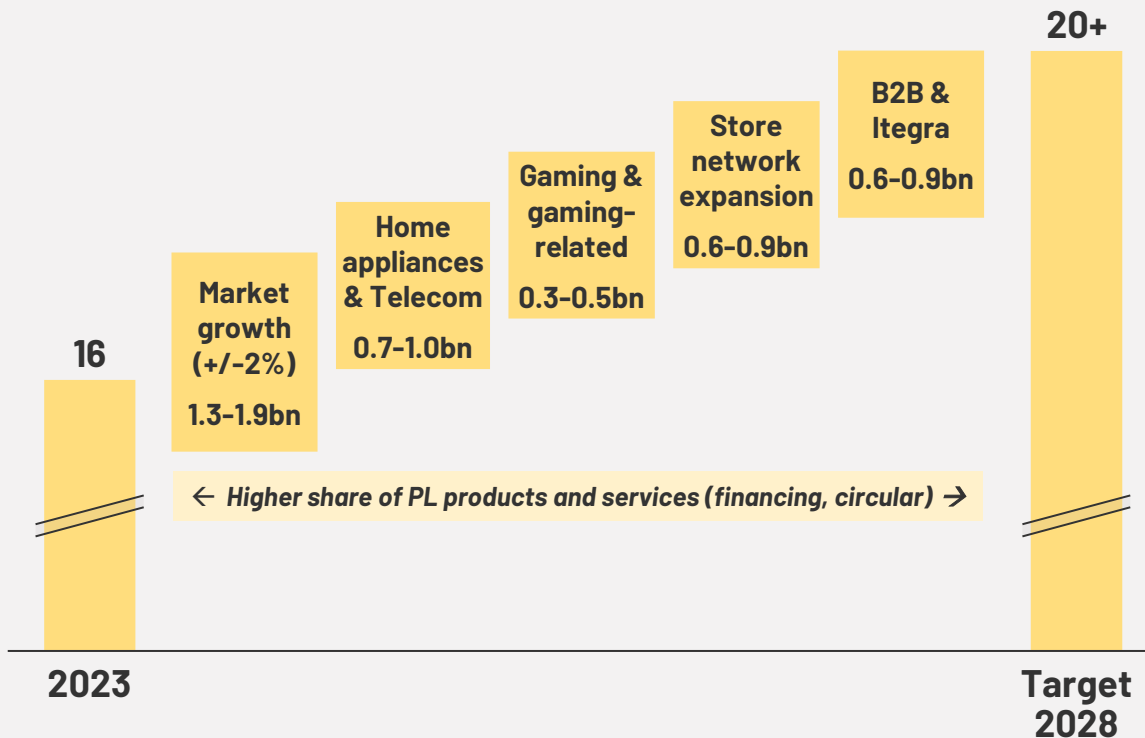 16
2023
Market
growth
(+/-2%)
1.3-1.9bn
Home
appliances
& Telecom
0.7-1.0bn
Gaming &
gaming-
related
0.3-0.5bn
Store
network
expansion
0.6-0.9bn
B2B &
Itegra
0.6-0.9bn
← Higher share of PL products and services (financing, circular) →
20+
Target
2028